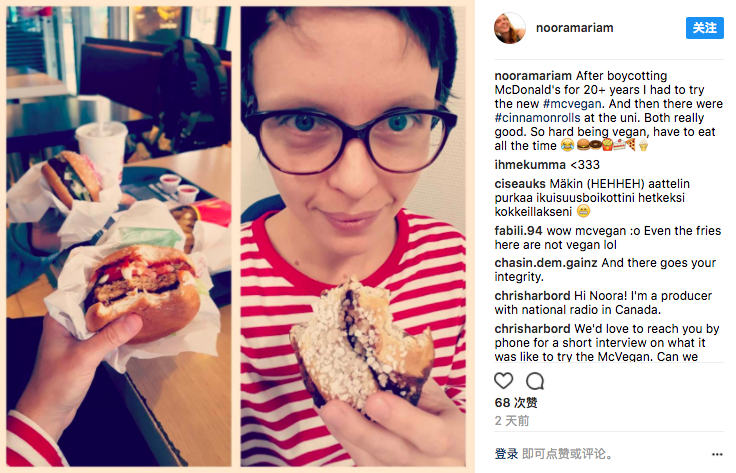 nooramariam
关注
nooramariam After boycotting
McDonald's for 20+ years I had to try
the new #mcvegan. And then there were
#cinnamonrolls at the uni. Both really
good. So hard being vegan, have to eat
all the time 😂🍔🍩🍟🍰🍕🍦
ihmekumma <333
ciseauks Mäkin (HEHHEH) aattelin
purkaa ikuisuusboikottini hetkeksi
kokkeillakseni 😁
fabili.94 wow mcvegan :o Even the fries
here are not vegan lol
chasin.dem.gainz And there goes your
integrity.
chrisharbord Hi Noora! I'm a producer
with national radio in Canada.
chrisharbord We'd love to reach you by
phone for a short interview on what it
was like to try the McVegan. Can we
68 次赞
2 天前
登录 即可点赞或评论。